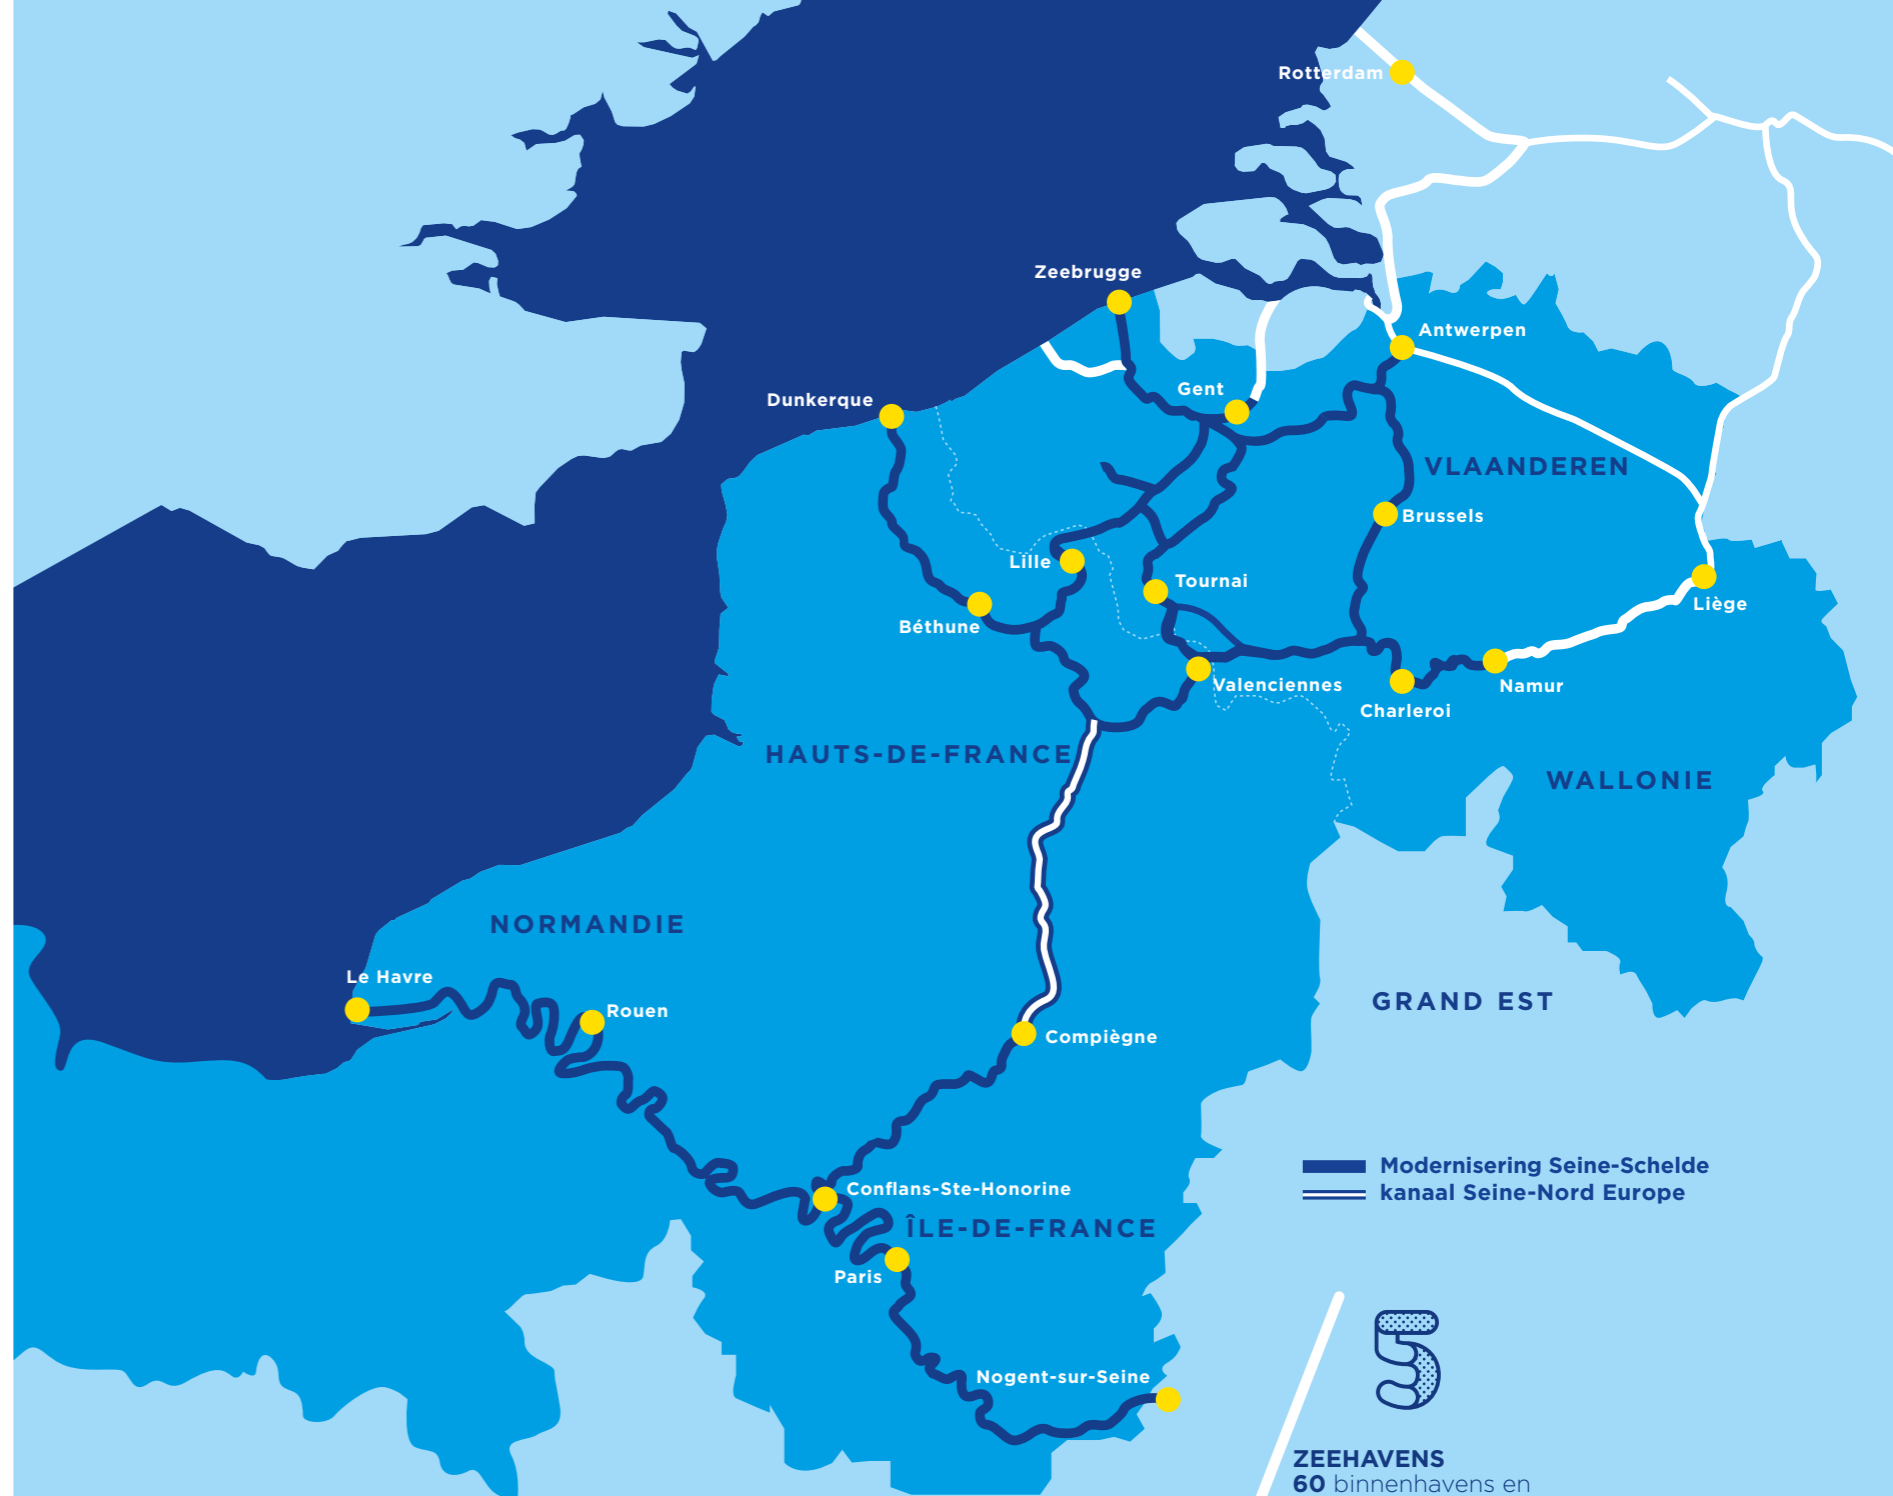 Rotterdam
Zeebrugge
Antwerpen
Gent
Dunkerque
VLAANDEREN
Brussels
Lille
Tournai
Liège
Béthune
Valenciennes
Namur
Charleroi
HAUTS-DE-FRANCE
WALLONIE
NORMANDIE
Le Havre
Rouen
GRAND EST
Compiègne
Modernisering Seine-Schelde
kanaal Seine-Nord Europe
Conflans-Ste-Honorine
ÎLE-DE-FRANCE
Paris
Nogent-sur-Seine
5
ZEEHAVENS
60 binnenhavens en